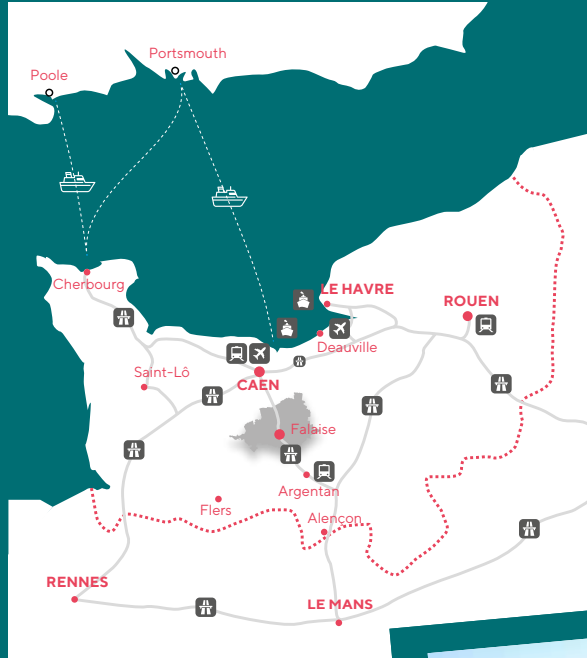 Portsmouth
Poole
Cherbourg
LE HAVRE
ROUEN
Deauville
Saint-Lô
CAEN
Falaise
Argentan
Flers
Alençon
RENNES
LE MANS